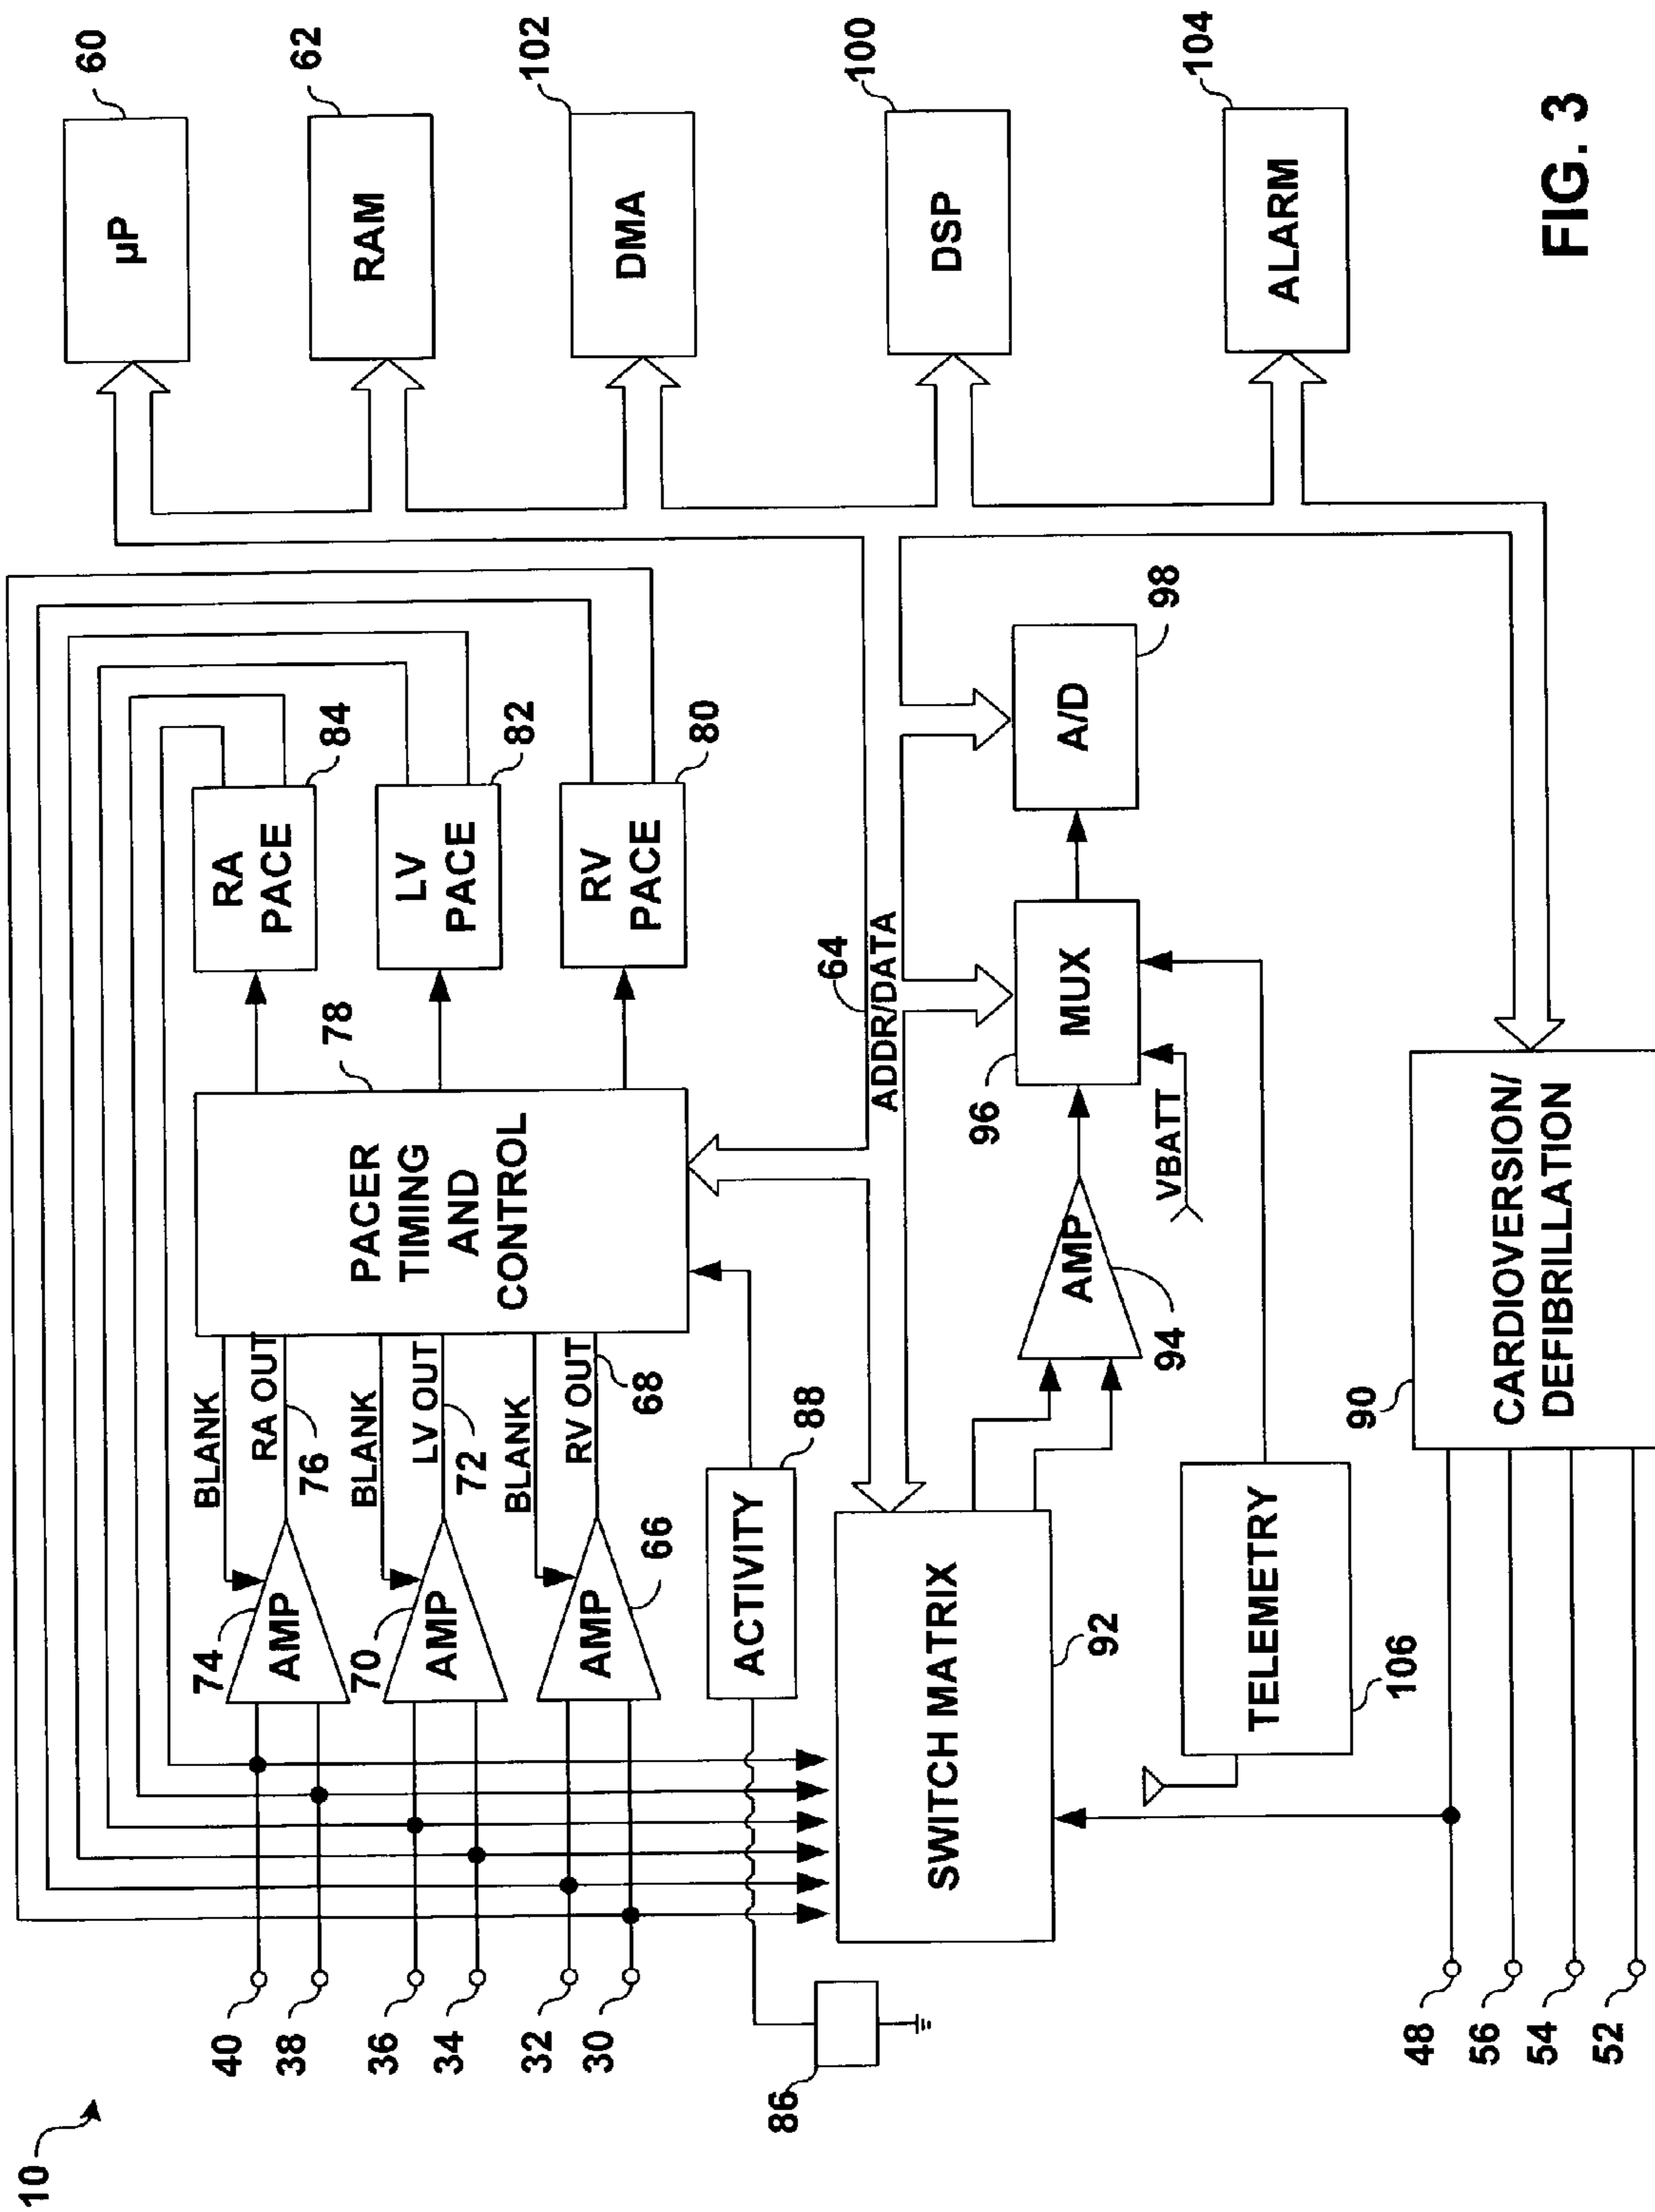 10
40
38
36
34
32
30
86
48
56
54
52
74
AMP
BLANK
RA OUT
76
70
AMP
BLANK
LV OUT
72
AMP
66
BLANK
RV OUT
68
ACTIVITY
88
PACER
TIMING
AND
CONTROL
78
RA
PACE
84
LV
PACE
82
RV
PACE
80
64
ADDR/DATA
SWITCH MATRIX
92
AMP
94
VBATT
MUX
96
A/D
98
TELEMETRY
106
90
CARDIOVERSION/
DEFIBRILLATION
µP
60
RAM
62
DMA
102
DSP
100
ALARM
104
FIG. 3